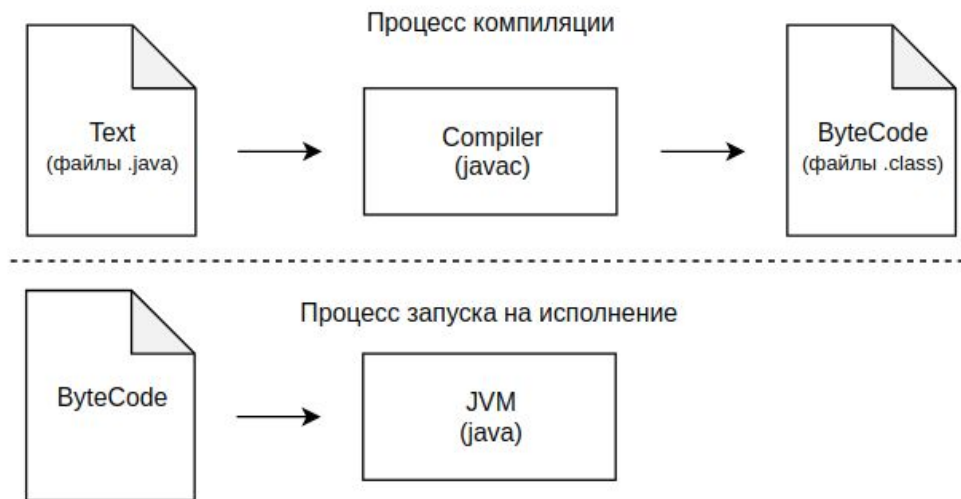 Процесс компиляции
Text
(файлы .java)
Compiler
(javac)
ByteCode
(файлы .class)
Процесс запуска на исполнение
ByteCode
JVM
(java)